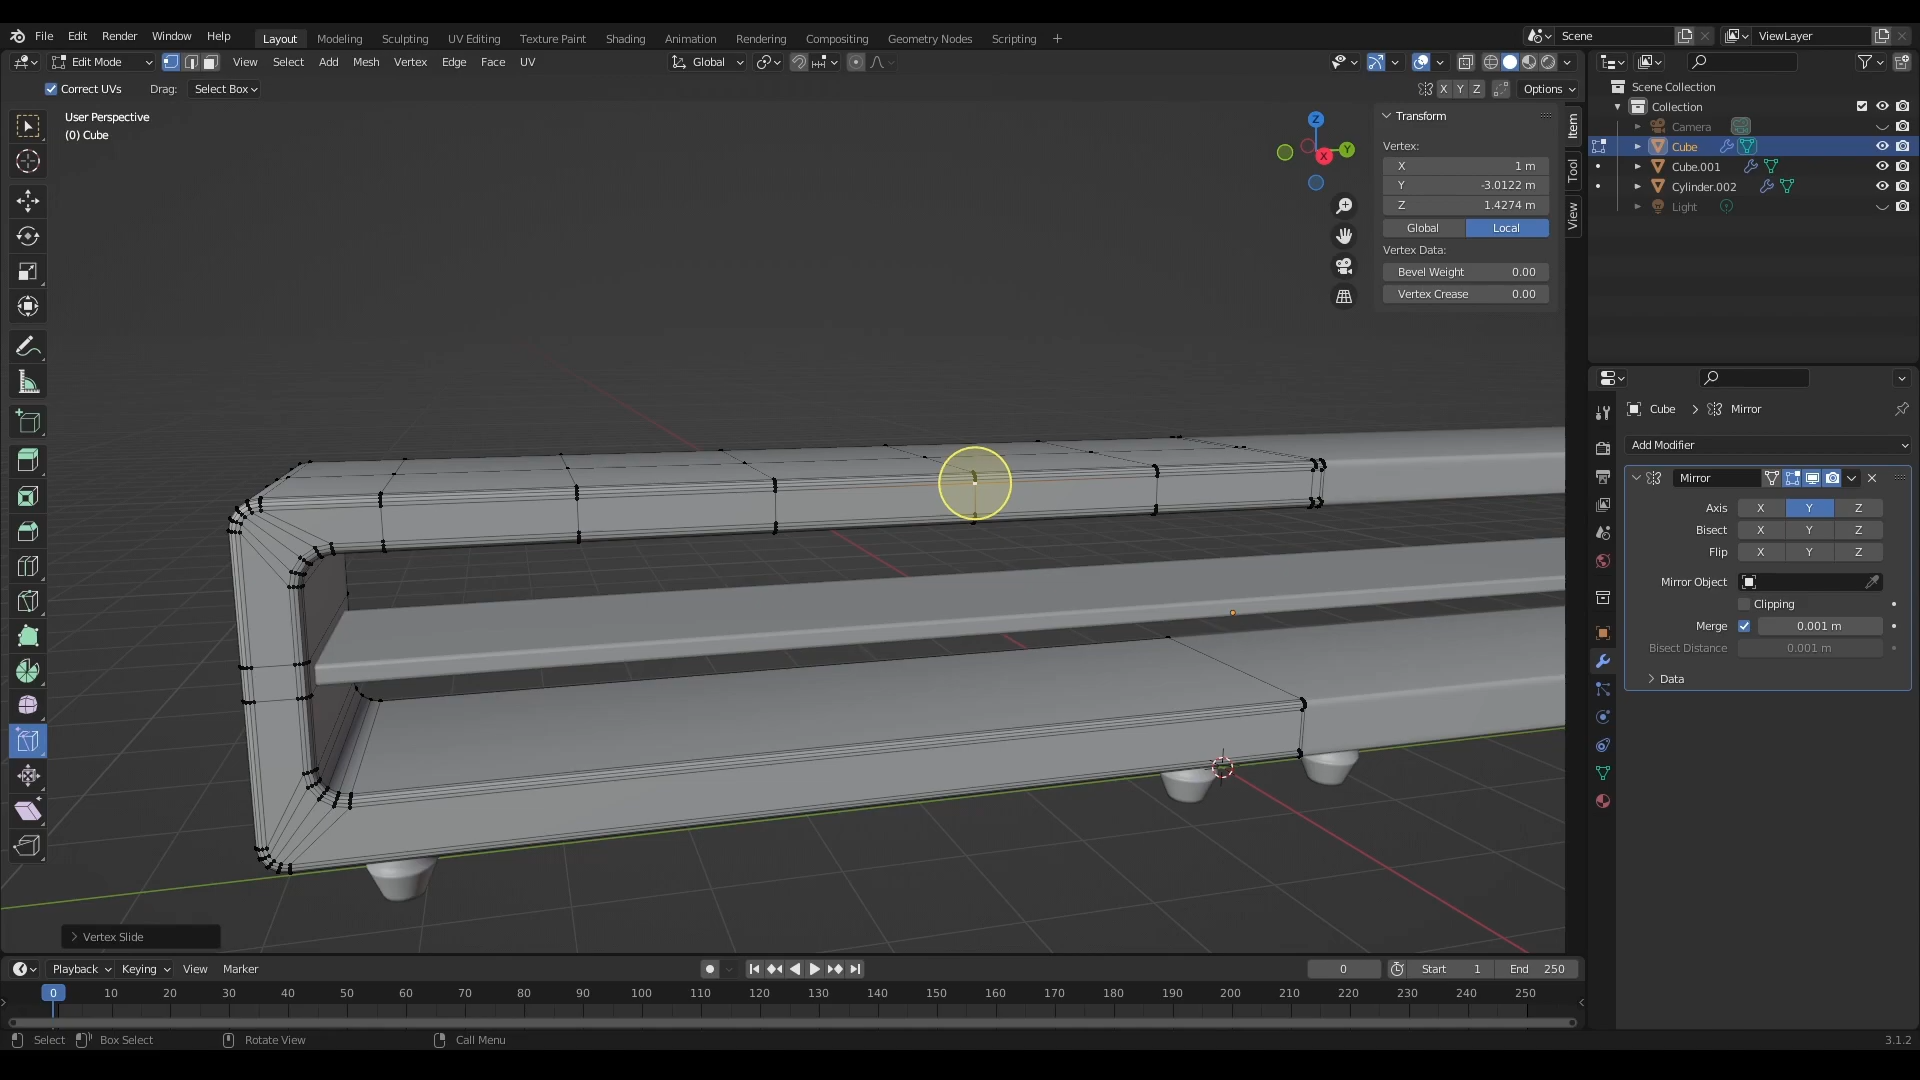 File Edit Render Window Help
Layout Modeling Sculpting UV Editing Texture Paint Shading Animation Rendering Compositing Geometry Nodes Scripting +
Scene
ViewLayer
Edit Mode View Select Add Mesh Vertex Edge Face UV
Global
Correct UVs Drag: Select Box
X Y Z Options
User Perspective
(0) Cube
Z
Y
X
Transform
Vertex:
X 1 m
Y -3.0122 m
Z 1.4274 m
Global Local
Vertex Data:
Bevel Weight 0.00
Vertex Crease 0.00
Item
Tool
View
Scene Collection
Collection
Camera
Cube
Cube.001
Cylinder.002
Light
Cube > Mirror
Add Modifier
Mirror
Axis X Y Z
Bisect X Y Z
Flip X Y Z
Mirror Object
Clipping
Merge 0.001 m
Bisect Distance 0.001 m
Data
Vertex Slide
Playback Keying View Marker
0 Start 1 End 250
0 10 20 30 40 50 60 70 80 90 100 110 120 130 140 150 160 170 180 190 200 210 220 230 240 250
Select Box Select Rotate View Call Menu
3.1.2